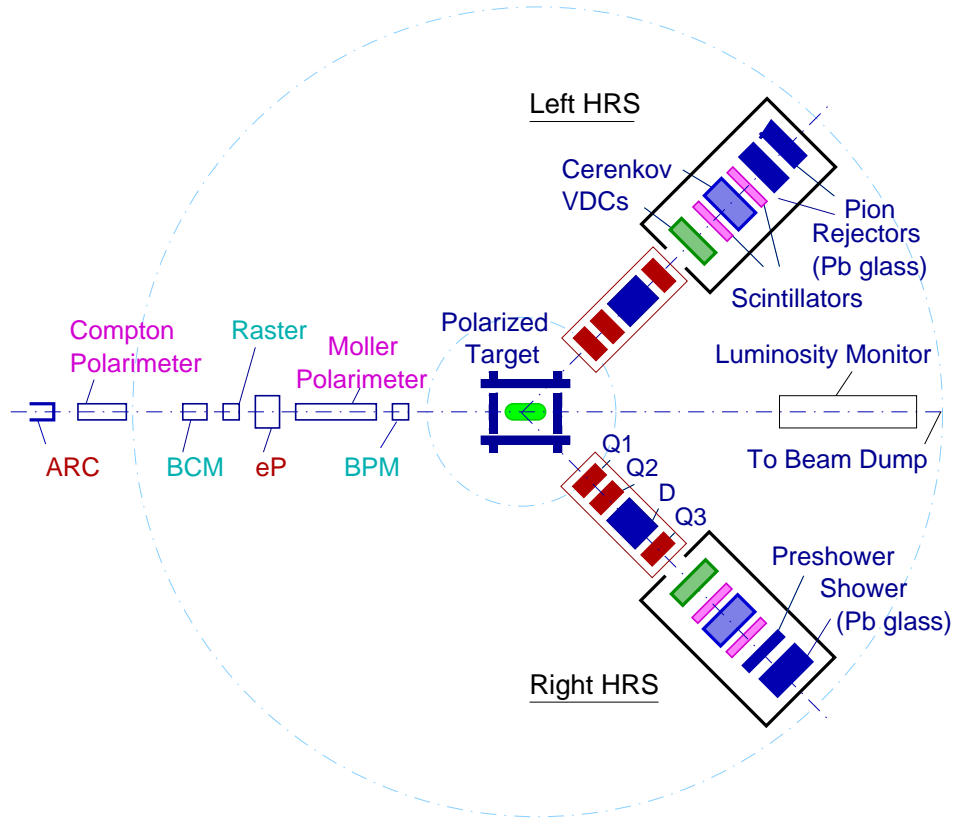 Left HRS
Cerenkov
VDCs
Pion
Rejectors
(Pb glass)
Scintillators
Compton
Polarimeter
Raster
Moller
Polarimeter
Polarized
Target
Luminosity Monitor
ARC
BCM
eP
BPM
To Beam Dump
Q1
Q2
D
Q3
Preshower
Shower
(Pb glass)
Right HRS